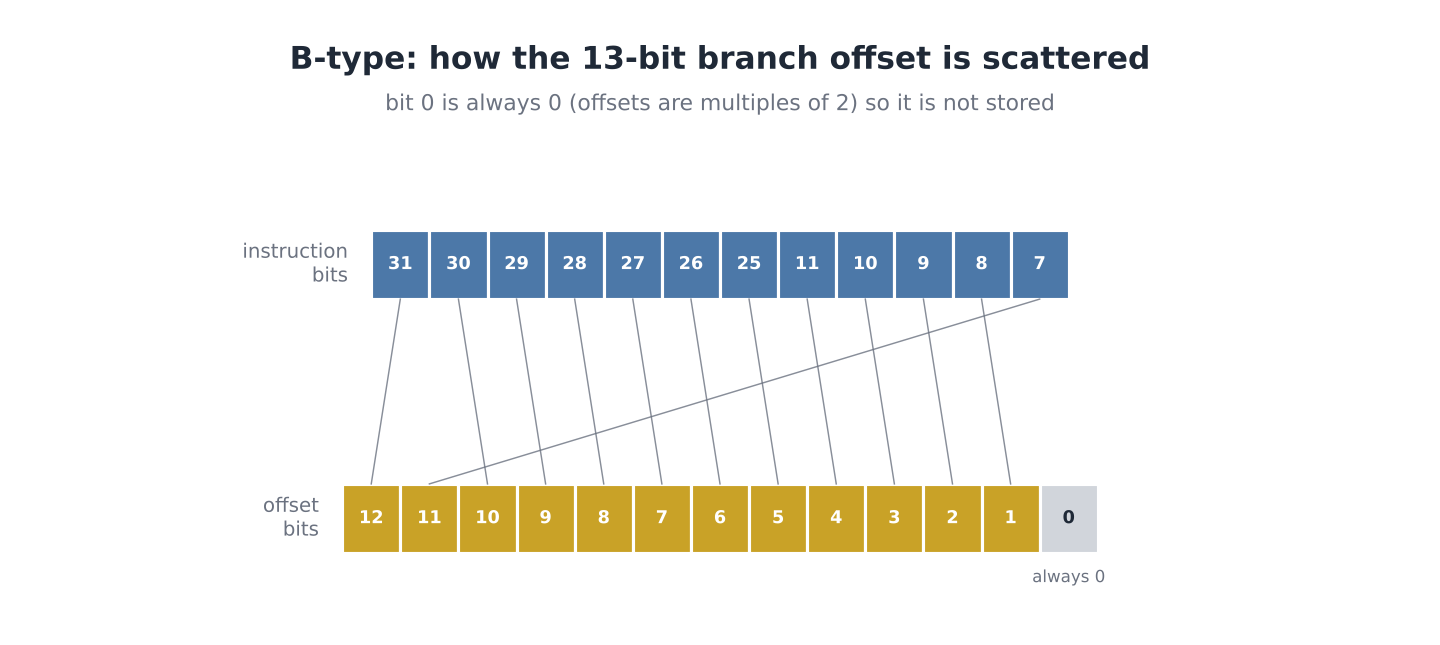 B-type: how the 13-bit branch offset is scattered
bit 0 is always 0 (offsets are multiples of 2) so it is not stored
instruction
bits
31 30 29 28 27 26 25 11 10 9 8 7
offset
bits
12 11 10 9 8 7 6 5 4 3 2 1 0
always 0